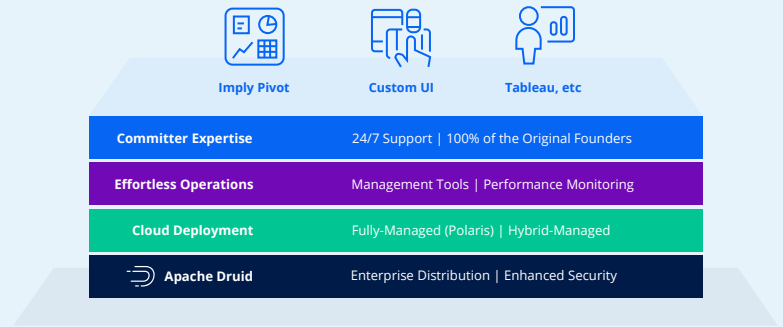 Imply Pivot Custom UI Tableau, etc
Committer Expertise 24/7 Support | 100% of the Original Founders
Effortless Operations Management Tools | Performance Monitoring
Cloud Deployment Fully-Managed (Polaris) | Hybrid-Managed
Apache Druid Enterprise Distribution | Enhanced Security